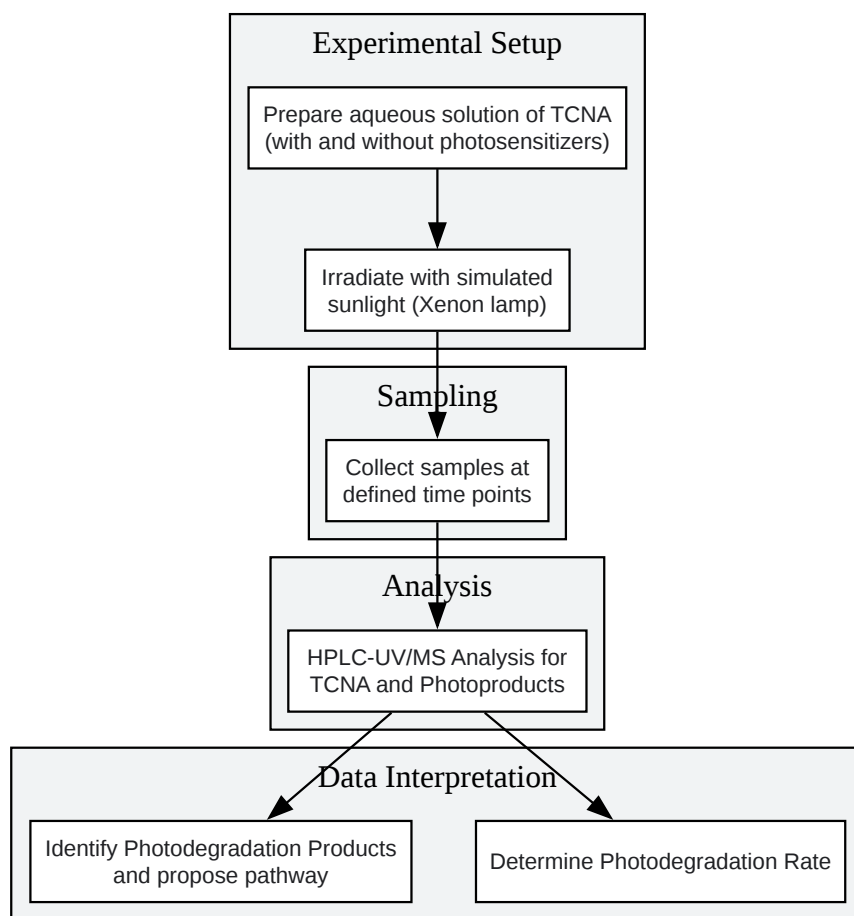 Experimental Setup
Prepare aqueous solution of TCNA
(with and without photosensitizers)
Irradiate with simulated
sunlight (Xenon lamp)
Sampling
Collect samples at
defined time points
Analysis
HPLC-UV/MS Analysis for
TCNA and Photoproducts
Data Interpretation
Identify Photodegradation Products
and propose pathway
Determine Photodegradation Rate